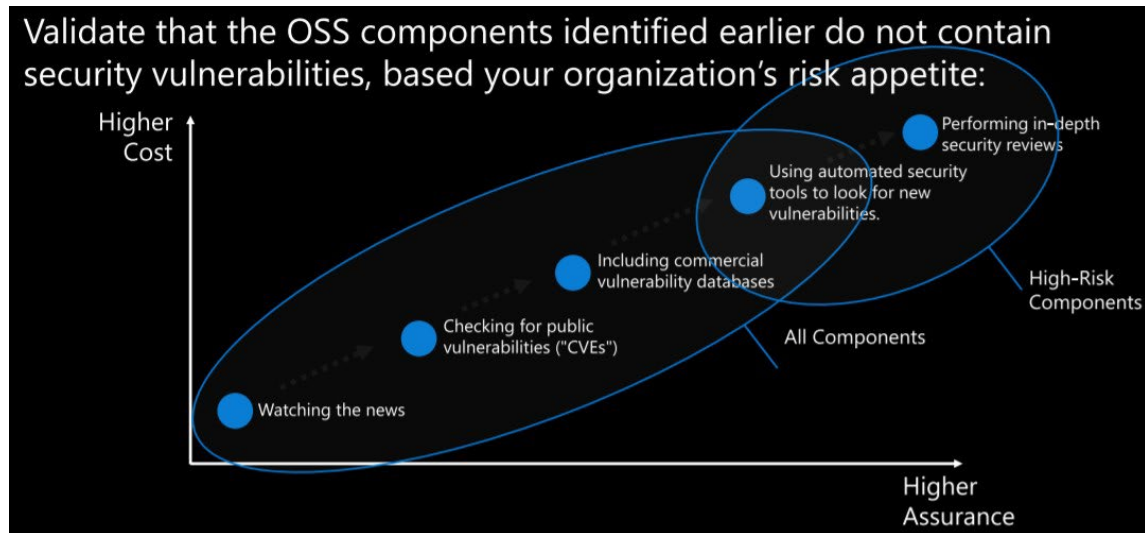 Validate that the OSS components identified earlier do not contain
security vulnerabilities, based your organization's risk appetite:
Higher
Cost
Performing in-depth
security reviews
Using automated security
tools to look for new
vulnerabilities.
Including commercial
vulnerability databases
High-Risk
Components
Checking for public
vulnerabilities ("CVEs")
All Components
Watching the news
Higher
Assurance